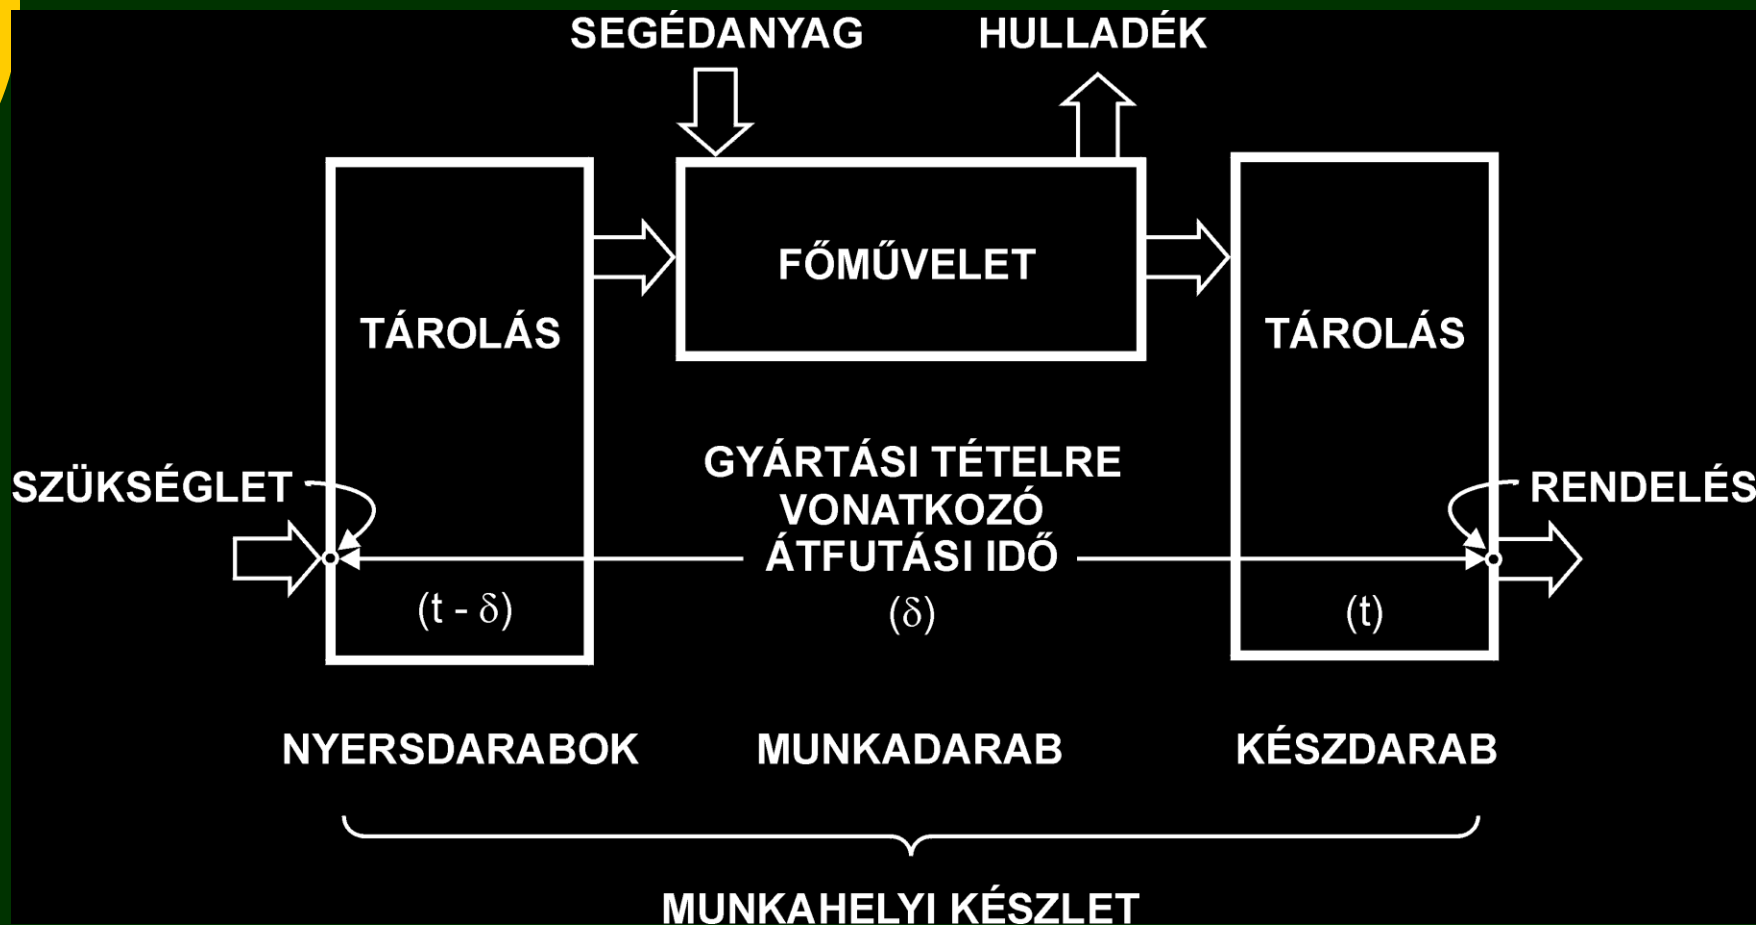 SEGÉDANYAG
HULLADÉK
TÁROLÁS
FŐMŰVELET
TÁROLÁS
SZÜKSÉGLET
GYÁRTÁSI TÉTELRE
VONATKOZÓ
ÁTFUTÁSI IDŐ
RENDELÉS
(t - δ)
(δ)
(t)
NYERSDARABOK
MUNKADARAB
KÉSZDARAB
MUNKAHELYI KÉSZLET